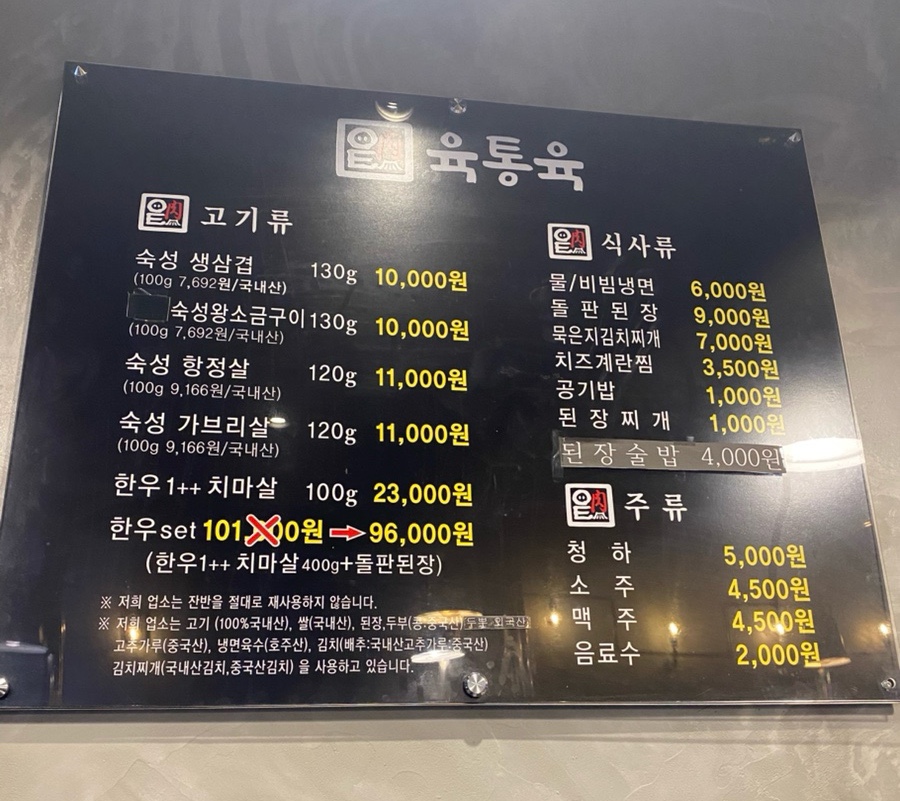 육통육
고기류
숙성 생삼겹 130g 10,000원
(100g 7,692원/국내산)
숙성왕소금구이 130g 10,000원
(100g 7,692원/국내산)
숙성 항정살 120g 11,000원
(100g 9,166원/국내산)
숙성 가브리살 120g 11,000원
(100g 9,166원/국내산)
한우1++ 치마살 100g 23,000원
한우set 101 00원 → 96,000원
(한우1++ 치마살400g+돌판된장)
※ 저희 업소는 잔반을 절대로 재사용하지 않습니다.
※ 저희 업소는 고기 (100%국내산), 쌀(국내산), 된장,두부(콩:중국산) 두부:외국산)
고추가루(중국산), 냉면육수(호주산), 김치(배추:국내산고추가루:중국산)
김치찌개(국내산김치,중국산김치) 을 사용하고 있습니다.
식사류
물/비빔냉면 6,000원
돌판된장 9,000원
묵은지김치찌개 7,000원
치즈계란찜 3,500원
공기밥 1,000원
된장찌개 1,000원
된장술밥 4,000원
肉 주류
청하 5,000원
소주 4,500원
맥주 4,500원
음료수 2,000원